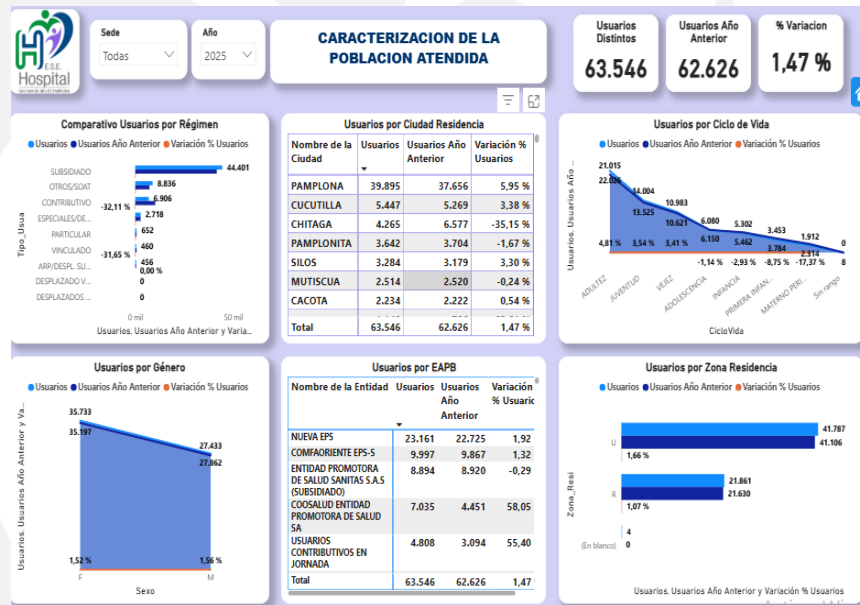 E.S.E.
Hospital
Sede
Todas
Año
2025
CARACTERIZACION DE LA
POBLACION ATENDIDA
Usuarios
Distintos
63.546
Usuarios Año
Anterior
62.626
% Variacion
1,47 %
Comparativo Usuarios por Régimen
Usuarios Usuarios Año Anterior Variación % Usuarios
Tipo_Usua
SUBSIDIADO 44.401
OTROS/SOAT 8.836
CONTRIBUTIVO 6.906
-32,11 %
ESPECIALES/DE... 2.718
PARTICULAR 652
VINCULADO 460
-31,65 %
ARP/DESPL. SU... 456
0,00 %
DESPLAZADO V... 0
DESPLAZADOS ... 0
0 mil 50 mil
Usuarios, Usuarios Año Anterior y Varia...
Usuarios por Ciudad Residencia
Nombre de la Usuarios Usuarios Año Variación %
Ciudad Anterior Usuarios
PAMPLONA 39.895 37.656 5,95 %
CUCUTILLA 5.447 5.269 3,38 %
CHITAGA 4.265 6.577 -35,15 %
PAMPLONITA 3.642 3.704 -1,67 %
SILOS 3.284 3.179 3,30 %
MUTISCUA 2.514 2.520 -0,24 %
CACOTA 2.234 2.222 0,54 %
Total 63.546 62.626 1,47 %
Usuarios por Ciclo de Vida
Usuarios Usuarios Año Anterior Variación % Usuarios
Usuarios, Usuarios Año ...
21.015 14.004 10.983 6.080 5.302 3.453 1.912 0
22.026 13.525 10.621 6.150 5.462 3.784 2.314 8
4,81 % 3,54 % 3,41 % -1,14 % -2,93 % -8,75 % -17,37 %
ADULTEZ JUVENTUD VEJEZ ADOLESCENCIA INFANCIA PRIMERA INFAN... MATERNO PERI... Sin rango
CicloVida
Usuarios por Género
Usuarios Usuarios Año Anterior Variación % Usuarios
Usuarios, Usuarios Año Anterior y Va...
35.733 27.433
35.197 27.862
1,52 % 1,56 %
F M
Sexo
Usuarios por EAPB
Nombre de la Entidad Usuarios Usuarios Variación
Año % Usuaric
Anterior
NUEVA EPS 23.161 22.725 1,92
COMFAORIENTE EPS-S 9.997 9.867 1,32
ENTIDAD PROMOTORA 8.894 8.920 -0,29
DE SALUD SANITAS S.A.S
(SUBSIDIADO)
COOSALUD ENTIDAD 7.035 4.451 58,05
PROMOTORA DE SALUD
SA
USUARIOS 4.808 3.094 55,40
CONTRIBUTIVOS EN
JORNADA
Total 63.546 62.626 1,47
Usuarios por Zona Residencia
Usuarios Usuarios Año Anterior Variación % Usuarios
Zona_Resi
41.787
U 41.106
1,66 %
21.861
R 21.630
1,07 %
4
(En blanco) 0
Usuarios, Usuarios Año Anterior y Variación % Usuarios